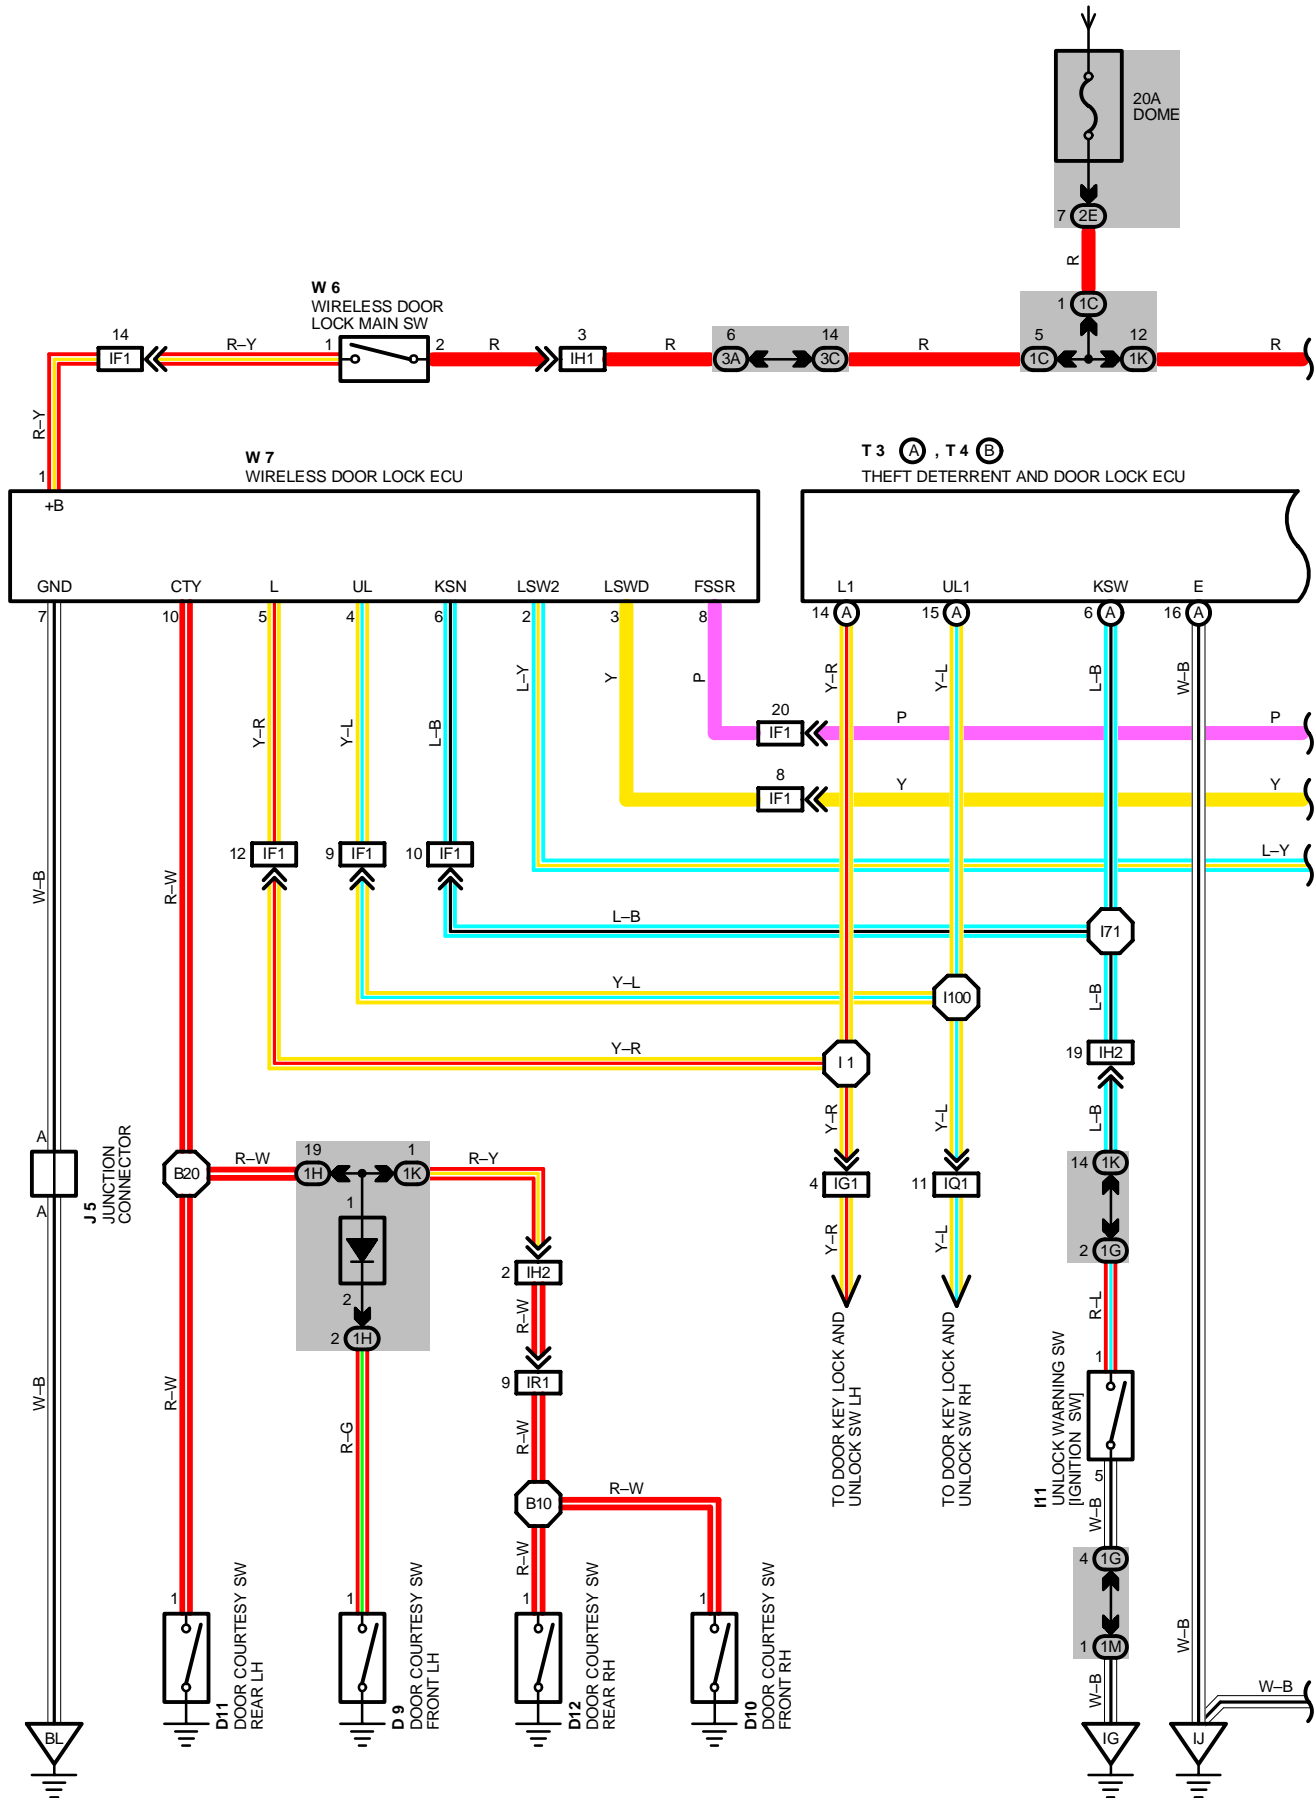 20A
DOME
7 2E
R
1 1C
W 6
WIRELESS DOOR
LOCK MAIN SW
14
IF1
R–Y
1
2
R
3
IH1
R
6
3A
14
3C
R
5
1C
12
1K
R
R–Y
1
W 7
WIRELESS DOOR LOCK ECU
T 3 A , T 4 B
THEFT DETERRENT AND DOOR LOCK ECU
+B
GND CTY L UL KSN LSW2 LSWD FSSR L1 UL1 KSW E
7 10 5 4 6 2 3 8 14 A 15 A 6 A 16 A
L–Y
Y
P
Y–R
Y–L
L–B
W–B
Y–R
Y–L
L–B
20
IF1
P
P
8
IF1
Y
Y
12 IF1
9 IF1
10 IF1
L–Y
W–B
R–W
L–B
I71
Y–L
I100
L–B
Y–R
I 1
19 IH2
Y–R
Y–L
L–B
A
A
J 5
JUNCTION
CONNECTOR
B20
R–W
19
1H
1
1K
R–Y
4 IG1
11 IQ1
14 1K
1
2
2 1H
2 IH2
Y–R
Y–L
2 1G
R–W
R–L
TO DOOR KEY LOCK AND
UNLOCK SW LH
TO DOOR KEY LOCK AND
UNLOCK SW RH
9 IR1
1
W–B
R–W
R–G
R–W
5
I11
UNLOCK WARNING SW
[IGNITION SW]
B10
R–W
W–B
R–W
4 1G
1 1M
1
D11
DOOR COURTESY SW
REAR LH
1
D 9
DOOR COURTESY SW
FRONT LH
1
D12
DOOR COURTESY SW
REAR RH
1
D10
DOOR COURTESY SW
FRONT RH
W–B
W–B
W–B
BL
IG
IJ